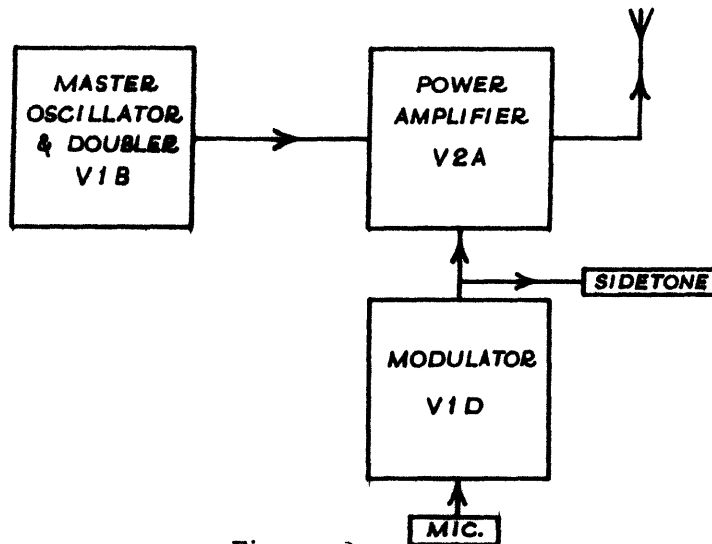 MASTER
OSCILLATOR
& DOUBLER
V1B
POWER
AMPLIFIER
V2A
SIDETONE
MODULATOR
V1D
MIC.